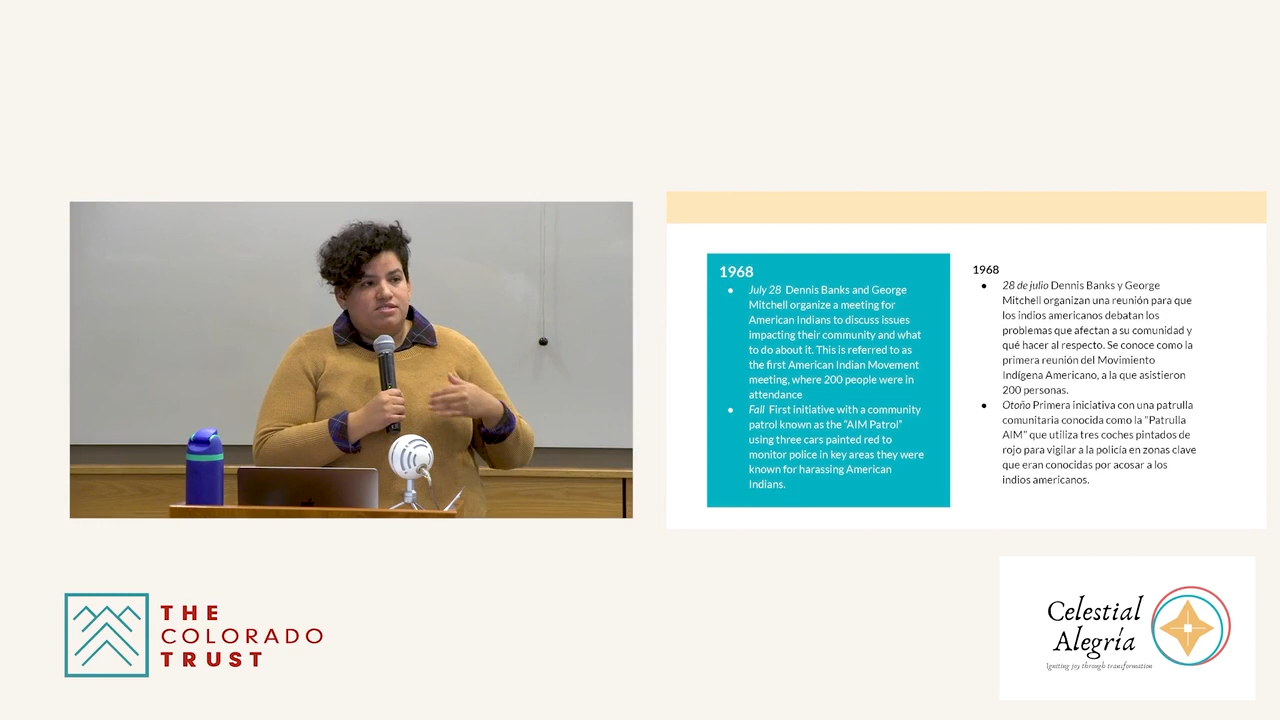 1968
• July 28 Dennis Banks and George
Mitchell organize a meeting for
American Indians to discuss issues
impacting their community and what
to do about it. This is referred to as
the first American Indian Movement
meeting, where 200 people were in
attendance
• Fall First initiative with a community
patrol known as the “AIM Patrol”
using three cars painted red to
monitor police in key areas they were
known for harassing American
Indians.
1968
• 28 de julio Dennis Banks y George
Mitchell organizan una reunión para que
los indios americanos debatan los
problemas que afectan a su comunidad y
qué hacer al respecto. Se conoce como la
primera reunión del Movimiento
Indígena Americano, a la que asistieron
200 personas.
• Otoño Primera iniciativa con una patrulla
comunitaria conocida como la "Patrulla
AIM" que utiliza tres coches pintados de
rojo para vigilar a la policía en zonas clave
que eran conocidas por acosar a los
indios americanos.
THE
COLORADO
TRUST
Celestial
Alegría
Igniting joy through transformation